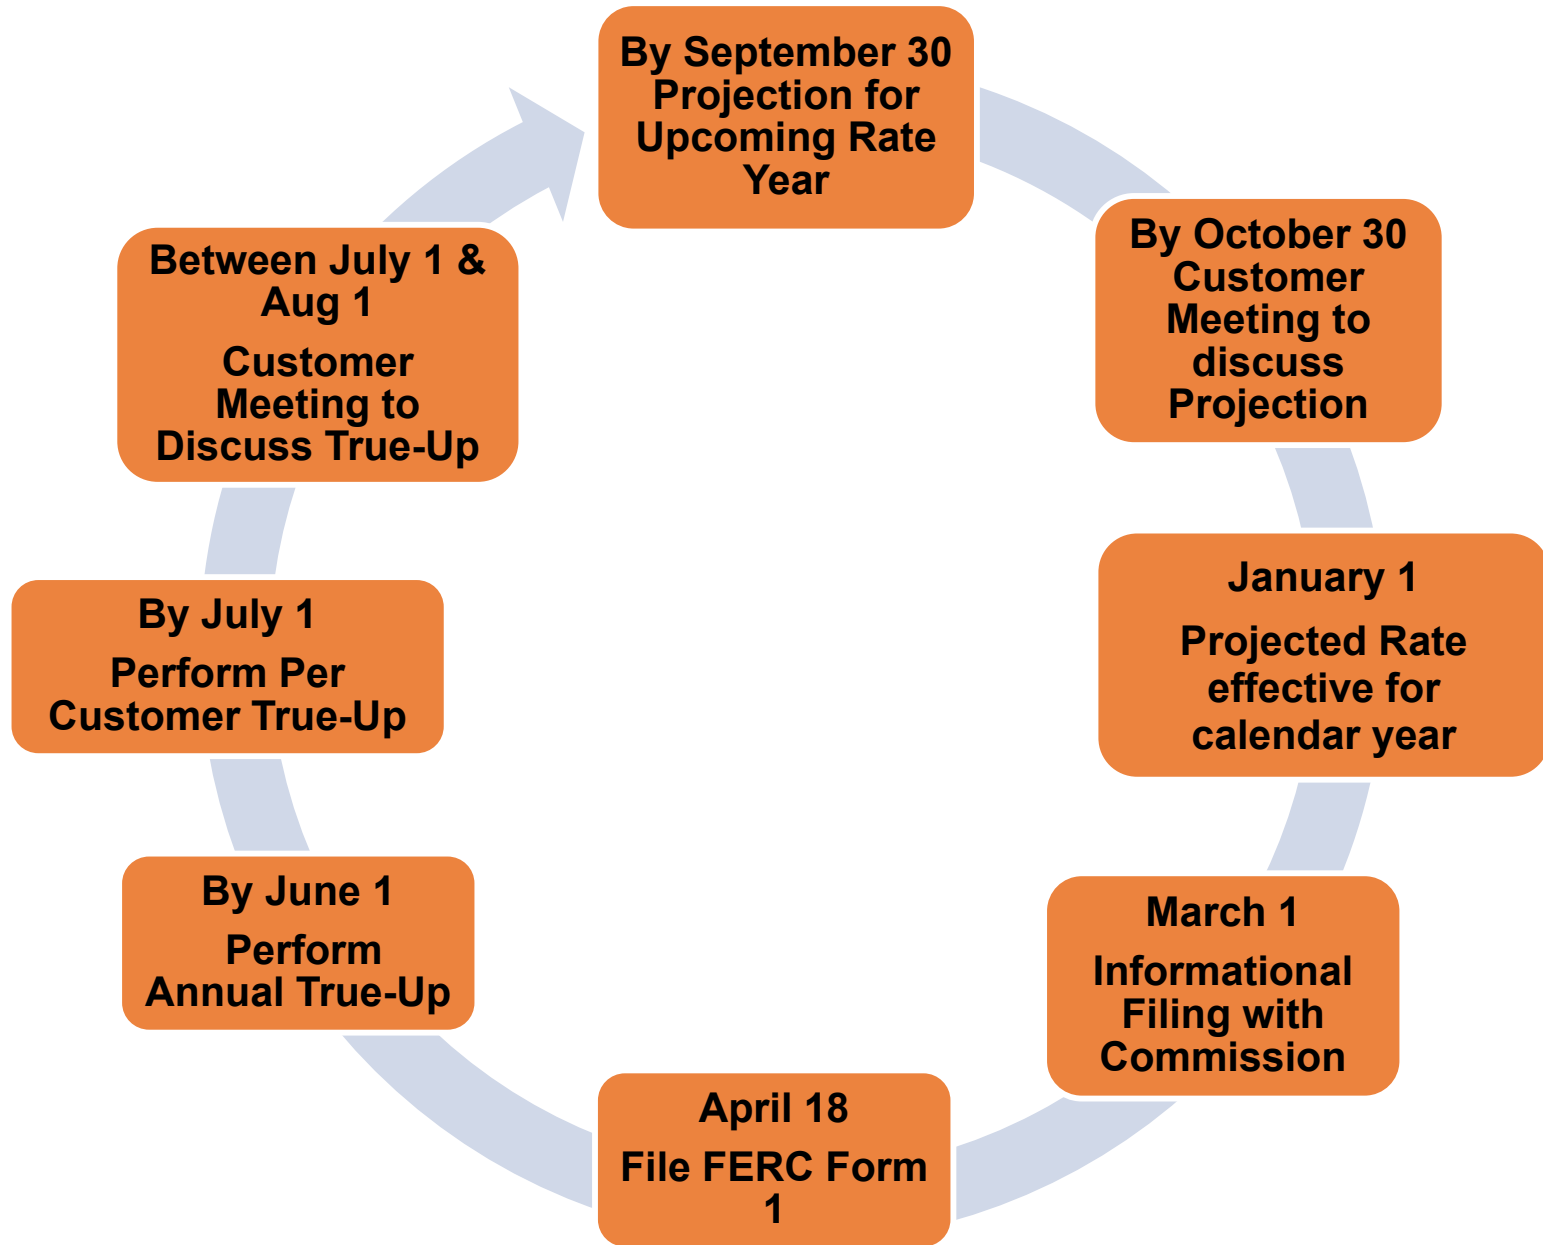 By September 30
Projection for
Upcoming Rate
Year
By October 30
Customer
Meeting to
discuss
Projection
January 1
Projected Rate
effective for
calendar year
March 1
Informational
Filing with
Commission
April 18
File FERC Form
1
By June 1
Perform
Annual True-Up
By July 1
Perform Per
Customer True-Up
Between July 1 &
Aug 1
Customer
Meeting to
Discuss True-Up